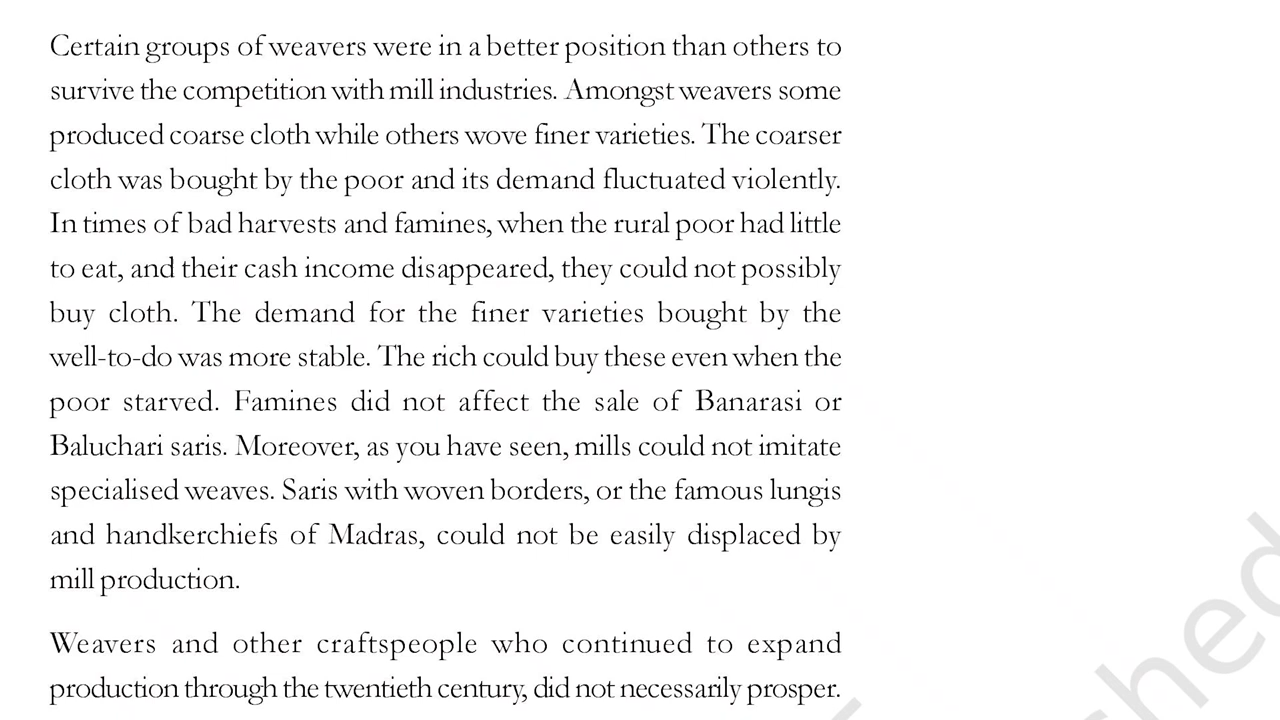 Certain groups of weavers were in a better position than others to
survive the competition with mill industries. Amongst weavers some
produced coarse cloth while others wove finer varieties. The coarser
cloth was bought by the poor and its demand fluctuated violently.
In times of bad harvests and famines, when the rural poor had little
to eat, and their cash income disappeared, they could not possibly
buy cloth. The demand for the finer varieties bought by the
well-to-do was more stable. The rich could buy these even when the
poor starved. Famines did not affect the sale of Banarasi or
Baluchari saris. Moreover, as you have seen, mills could not imitate
specialised weaves. Saris with woven borders, or the famous lungis
and handkerchiefs of Madras, could not be easily displaced by
mill production.
Weavers and other craftspeople who continued to expand
production through the twentieth century, did not necessarily prosper.